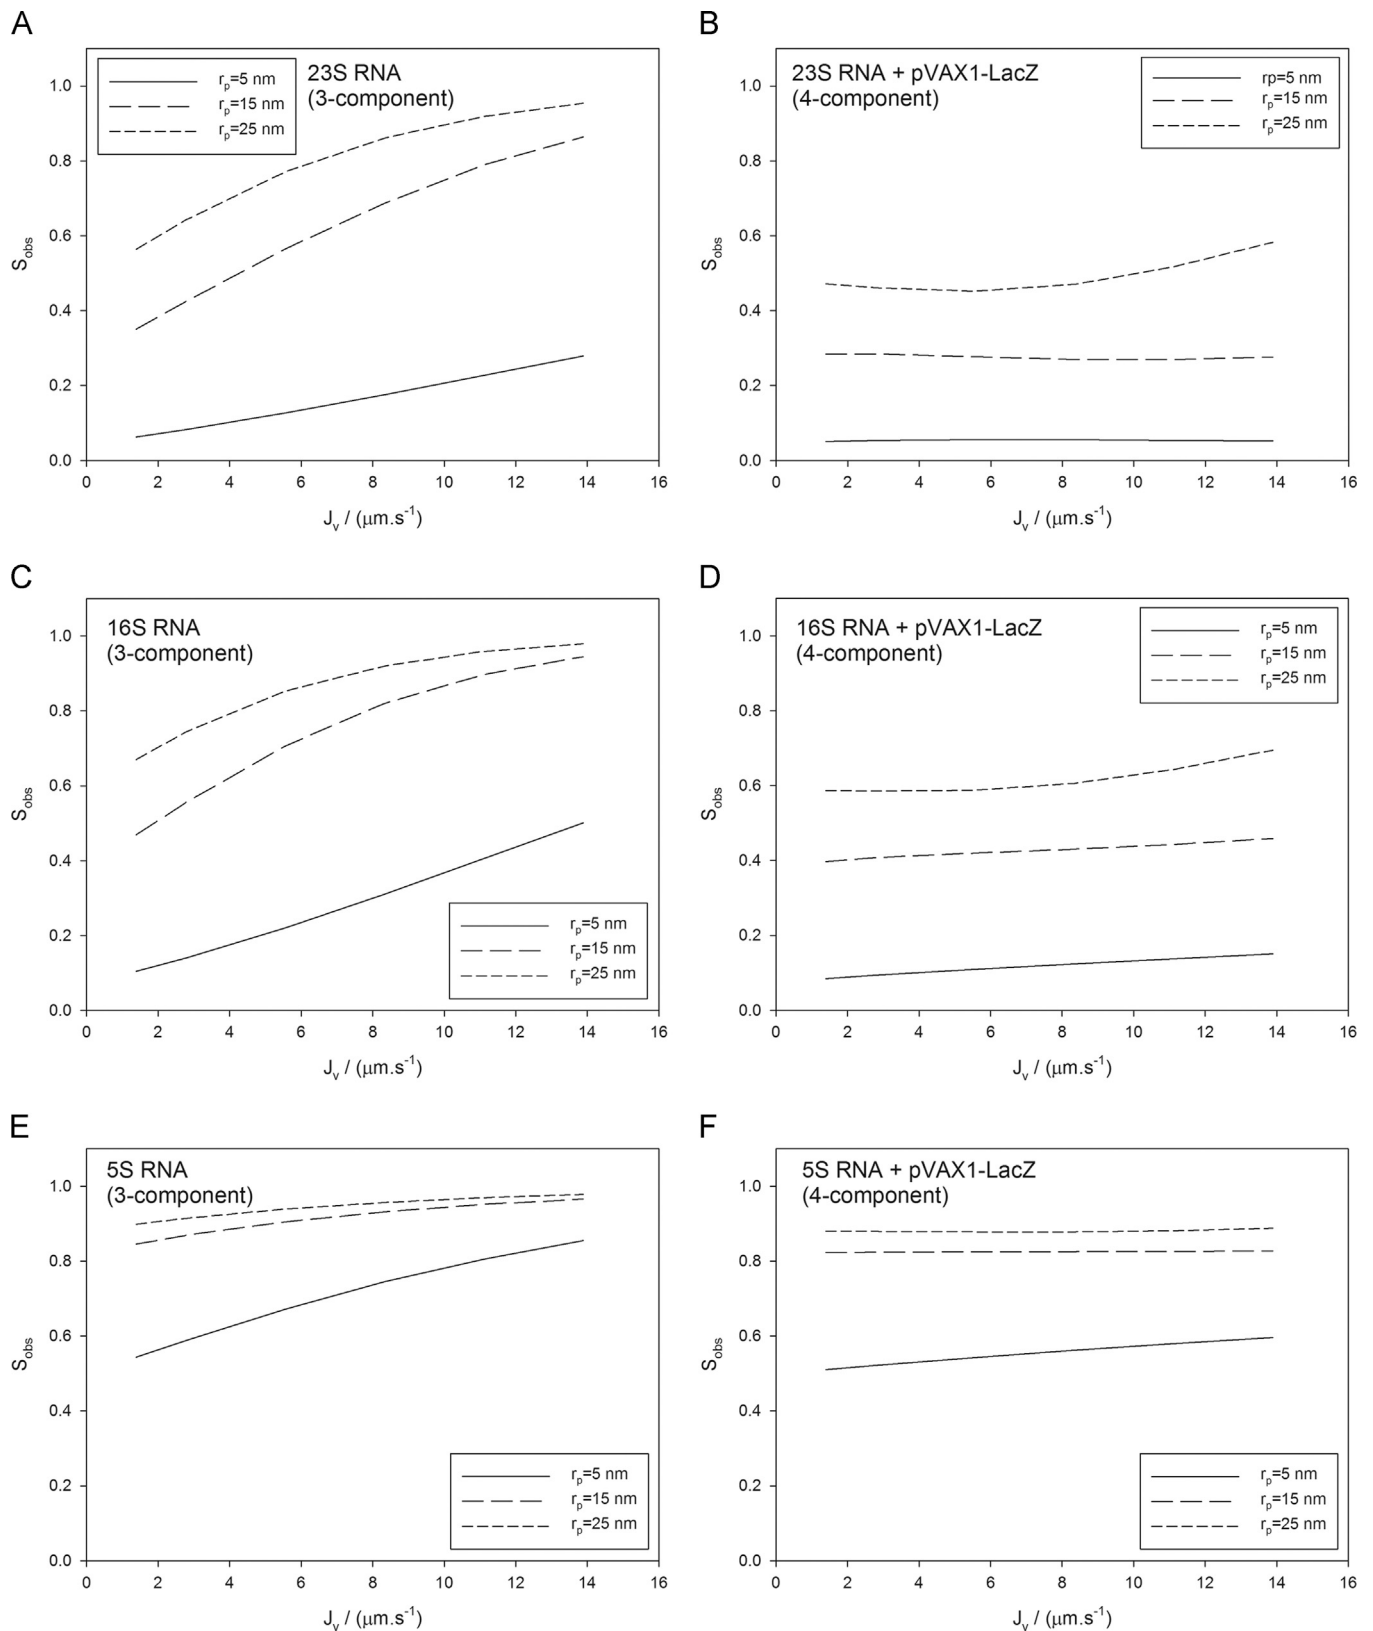 A
23S RNA
(3-component)
rp=5 nm
rp=15 nm
rp=25 nm
1.0
0.8
0.6
0.4
0.2
0.0
Sobs
0 2 4 6 8 10 12 14 16
Jv / (μm.s-1)
B
23S RNA + pVAX1-LacZ
(4-component)
rp=5 nm
rp=15 nm
rp=25 nm
1.0
0.8
0.6
0.4
0.2
0.0
Sobs
0 2 4 6 8 10 12 14 16
Jv / (μm.s-1)
C
16S RNA
(3-component)
1.0
0.8
0.6
0.4
0.2
0.0
Sobs
rp=5 nm
rp=15 nm
rp=25 nm
0 2 4 6 8 10 12 14 16
Jv / (μm.s-1)
D
16S RNA + pVAX1-LacZ
(4-component)
rp=5 nm
rp=15 nm
rp=25 nm
1.0
0.8
0.6
0.4
0.2
0.0
Sobs
0 2 4 6 8 10 12 14 16
Jv / (μm.s-1)
E
5S RNA
(3-component)
1.0
0.8
0.6
0.4
0.2
0.0
Sobs
rp=5 nm
rp=15 nm
rp=25 nm
0 2 4 6 8 10 12 14 16
Jv / (μm.s-1)
F
5S RNA + pVAX1-LacZ
(4-component)
1.0
0.8
0.6
0.4
0.2
0.0
Sobs
rp=5 nm
rp=15 nm
rp=25 nm
0 2 4 6 8 10 12 14 16
Jv / (μm.s-1)